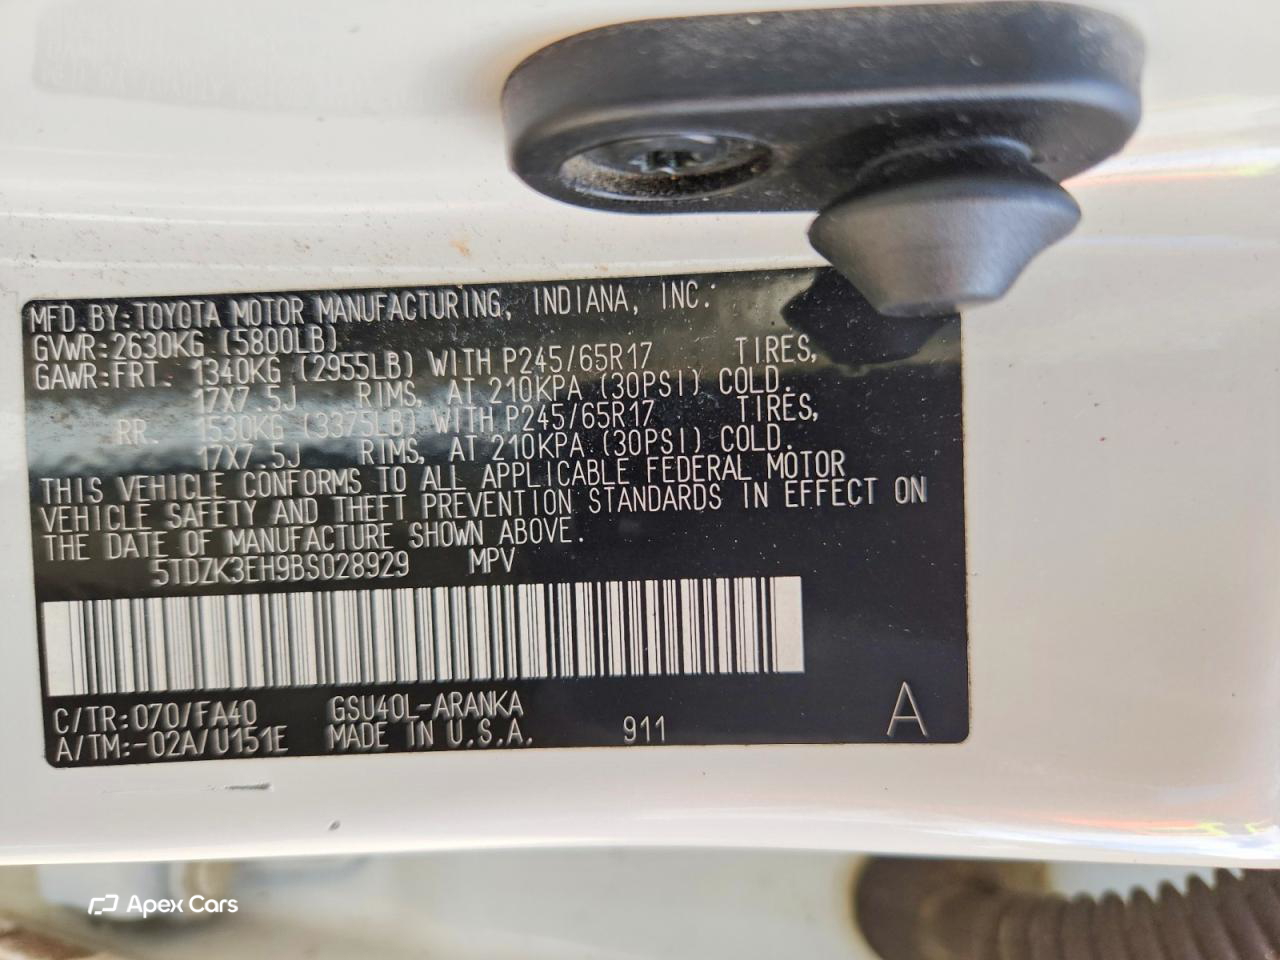 MFD.BY:TOYOTA MOTOR MANUFACTURING, INDIANA, INC.:
GVWR:2630KG (5800LB)
GAWR:FRT. 1340KG (2955LB) WITH P245/65R17 TIRES,
17X7.5J RIMS, AT 210KPA (30PSI) COLD.
RR. 1530KG (3375LB) WITH P245/65R17 TIRES,
17X7.5J RIMS, AT 210KPA (30PSI) COLD.
THIS VEHICLE CONFORMS TO ALL APPLICABLE FEDERAL MOTOR
VEHICLE SAFETY AND THEFT PREVENTION STANDARDS IN EFFECT ON
THE DATE OF MANUFACTURE SHOWN ABOVE.
5TDZK3EH9BS028929 MPV
C/TR:070/FA40 GSU40L-ARANKA
A/TM:-02A/U151E MADE IN U.S.A. 911 A
Apex Cars